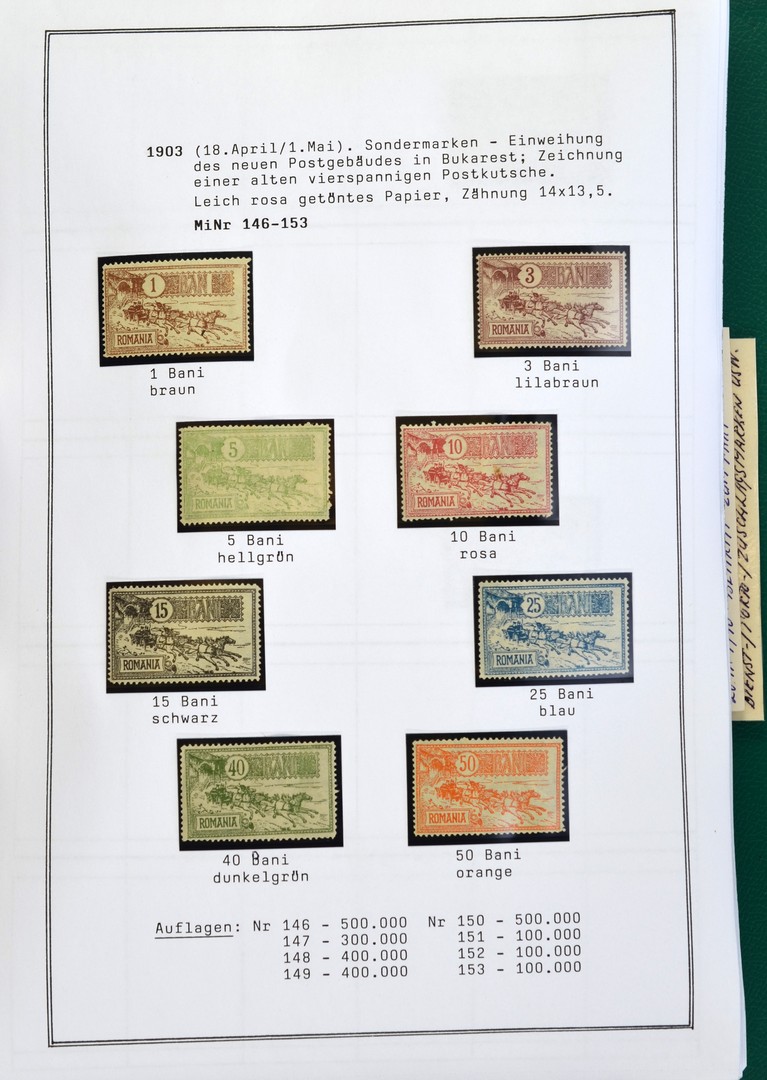 1903 (18.April/1.Mai). Sondermarken - Einweihung
des neuen Postgebäudes in Bukarest; Zeichnung
einer alten vierspannigen Postkutsche.
Leich rosa getöntes Papier, Zähnung 14x13,5.
MiNr 146-153
1 BANI
ROMANIA
3 BANI
ROMANIA
1 Bani
braun
3 Bani
lilabraun
5 BANI
ROMANIA
10 BANI
ROMANIA
5 Bani
hellgrün
10 Bani
rosa
15 BANI
ROMANIA
25 BANI
ROMANIA
15 Bani
schwarz
25 Bani
blau
40 BANI
ROMANIA
50 BANI
ROMANIA
40 Bani
dunkelgrün
50 Bani
orange
Auflagen: Nr 146 - 500.000 Nr 150 - 500.000
147 - 300.000 151 - 100.000
148 - 400.000 152 - 100.000
149 - 400.000 153 - 100.000
DIENST-/PORTO-/ZUSCHLAGSMARKEN USW.